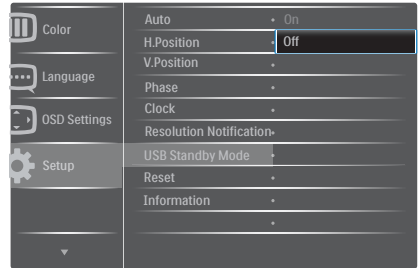 Color
Language
OSD Settings
Setup
Auto
H.Position
V.Position
Phase
Clock
Resolution Notification
USB Standby Mode
Reset
Information
On
Off